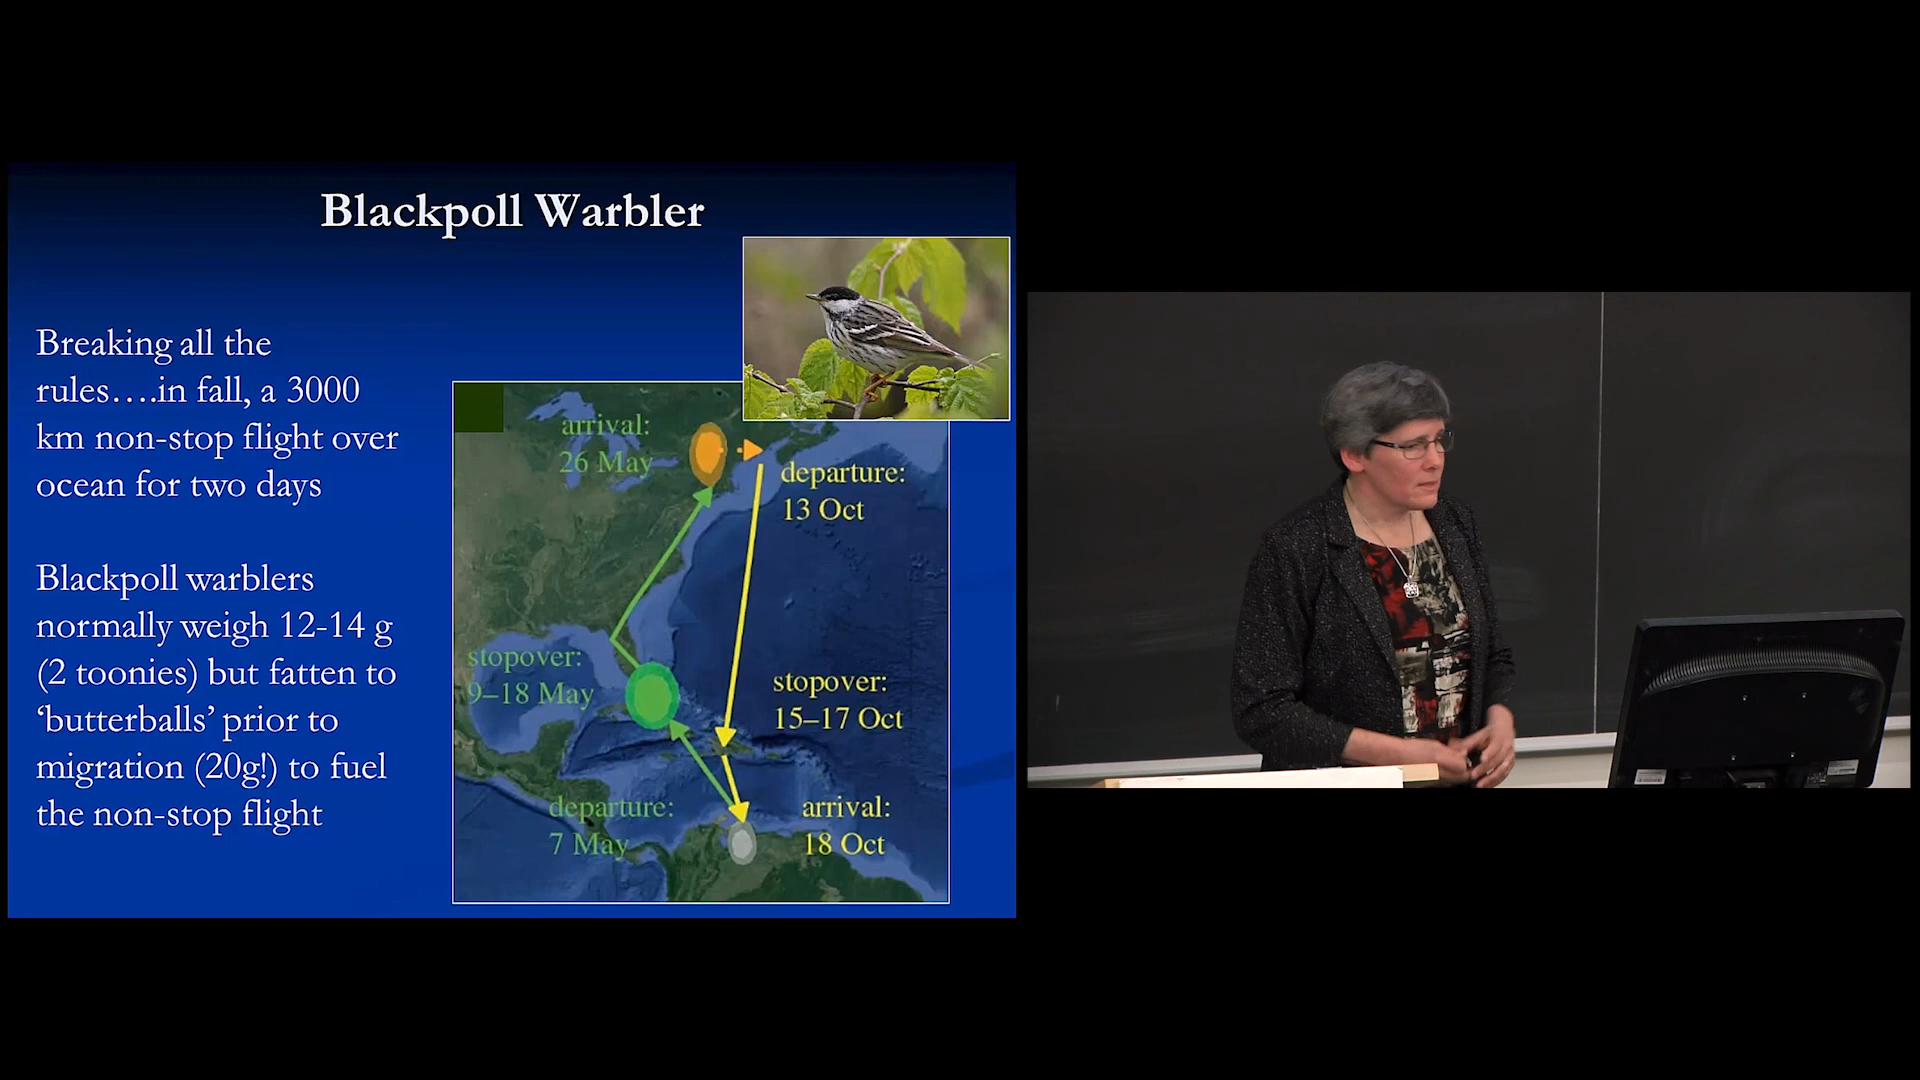 Blackpoll Warbler
Breaking all the
rules….in fall, a 3000
km non-stop flight over
ocean for two days
Blackpoll warblers
normally weigh 12-14 g
(2 toonies) but fatten to
‘butterballs’ prior to
migration (20g!) to fuel
the non-stop flight
arrival:
26 May
departure:
13 Oct
stopover:
9–18 May
stopover:
15–17 Oct
departure:
7 May
arrival:
18 Oct